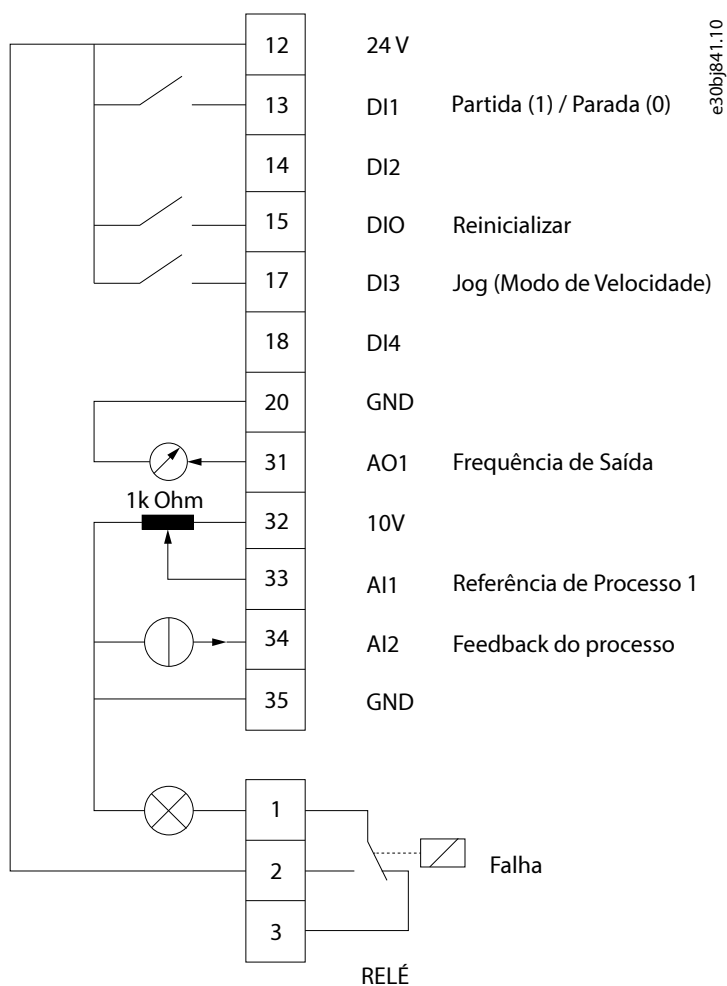 e30bj841.10
12 24 V
13 DI1 Partida (1) / Parada (0)
14 DI2
15 DIO Reinicializar
17 DI3 Jog (Modo de Velocidade)
18 DI4
20 GND
31 AO1 Frequência de Saída
1k Ohm
32 10V
33 AI1 Referência de Processo 1
34 AI2 Feedback do processo
35 GND
1
2
Falha
3
RELÉ